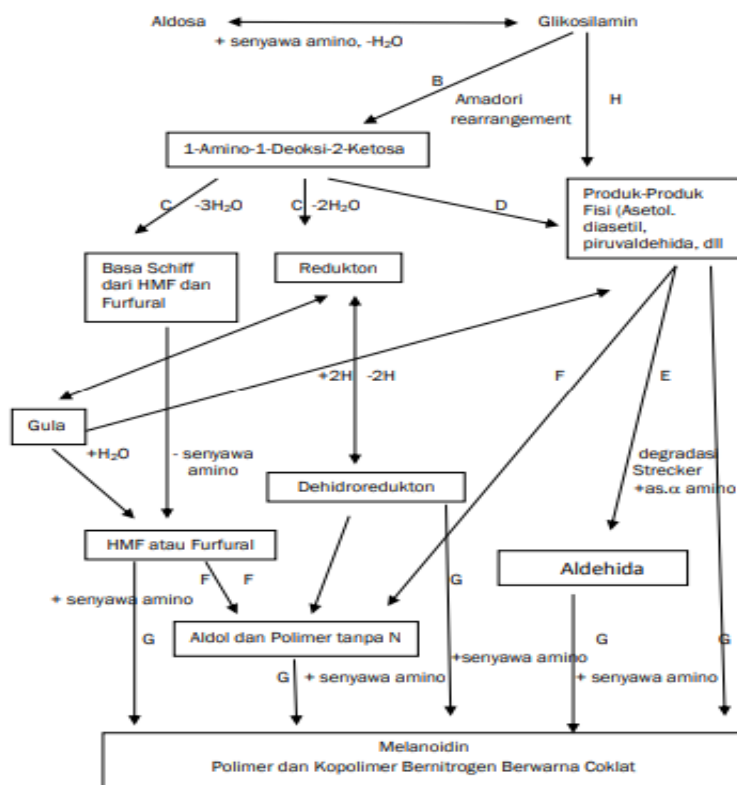 Aldosa
Glikosilamin
+ senyawa amino, -H₂O
B
Amadori
rearrangement
H
1-Amino-1-Deoksi-2-Ketosa
C -3H₂O
C -2H₂O
D
Produk-Produk
Fisi (Asetol.
diasetil,
piruvaldehida, dll
Basa Schiff
dari HMF dan
Furfural
Redukton
+2H -2H
F
E
Gula
+H₂O
- senyawa
amino
degradasi
Strecker
+as.α amino
Dehidroredukton
HMF atau Furfural
Aldehida
F F
G
+ senyawa amino
Aldol dan Polimer tanpa N
G
G
G
G + senyawa amino
+senyawa amino
+ senyawa amino
Melanoidin
Polimer dan Kopolimer Bernitrogen Berwarna Coklat